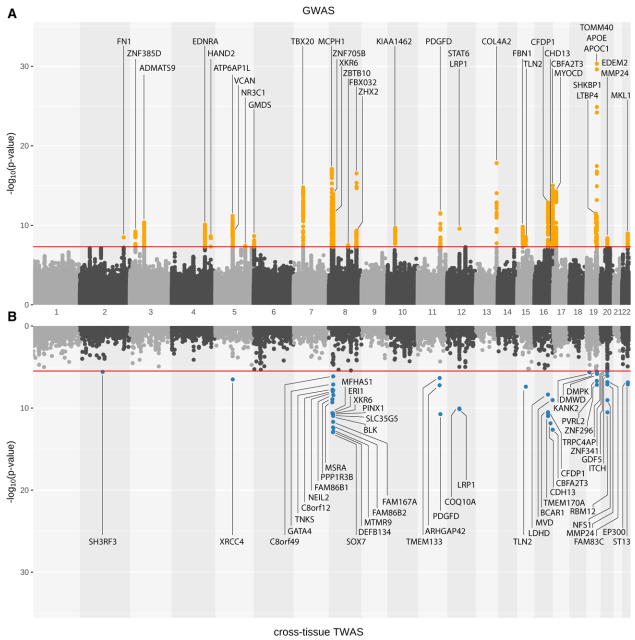 A
GWAS
TOMM40
APOE
APOC1
FN1
EDNRA
TBX20
MCPH1
KIAA1462
PDGFD
COL4A2
CFDP1
ZNF385D
HAND2
ZNF705B
STAT6
FBN1
CHD13
EDEM2
ADMATS9
ATP6AP1L
XKR6
LRP1
TLN2
CBFA2T3
MMP24
VCAN
ZBTB10
MYOCD
NR3C1
FBXO32
SHKBP1
GMDS
ZHX2
LTBP4
MKL1
-log10(p-value)
30
20
10
0
1
2
3
4
5
6
7
8
9
10
11
12
13
14
15
16
17
18
19
20
21
22
B
0
10
20
30
-log10(p-value)
MFHAS1
ERI1
XKR6
PINX1
SLC35G5
BLK
DMPK
DMWD
KANK2
PVRL2
ZNF296
TRPC4AP
ZNF341
GDF5
ITCH
MSRA
PPP1R3B
FAM86B1
NEIL2
C8orf12
TNKS
GATA4
C8orf49
FAM167A
FAM86B2
MTMR9
DEFB134
SOX7
LRP1
COQ10A
PDGFD
ARHGAP42
TMEM133
CFDP1
CBFA2T3
CDH13
TMEM170A
BCAR1
RBM12
MVD
NFS1
LDHD
MMP24
EP300
TLN2
FAM83C
ST13
SH3RF3
XRCC4
cross-tissue TWAS